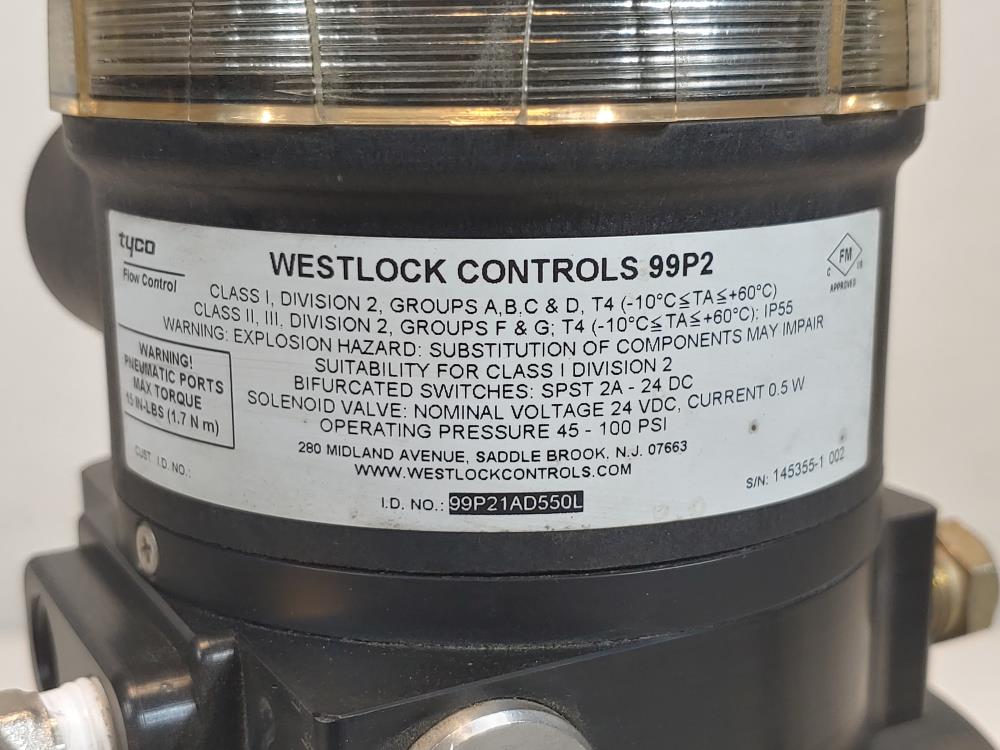 tyco
Flow Control
WESTLOCK CONTROLS 99P2
CLASS I, DIVISION 2, GROUPS A,B,C & D, T4 (-10°C≦TA≦+60°C)
CLASS II, III, DIVISION 2, GROUPS F & G; T4 (-10°C≦TA≦+60°C); IP55
WARNING: EXPLOSION HAZARD: SUBSTITUTION OF COMPONENTS MAY IMPAIR
SUITABILITY FOR CLASS I DIVISION 2
BIFURCATED SWITCHES: SPST 2A - 24 DC
SOLENOID VALVE: NOMINAL VOLTAGE 24 VDC, CURRENT 0.5 W
OPERATING PRESSURE 45 - 100 PSI
280 MIDLAND AVENUE, SADDLE BROOK, N.J. 07663
WWW.WESTLOCKCONTROLS.COM
I.D. NO.: 99P21AD550L
WARNING!
PNEUMATIC PORTS
MAX TORQUE
15 IN-LBS (1.7 N m)
CUST I.D. NO.:
C FM US
APPROVED
S/N: 145355-1 002